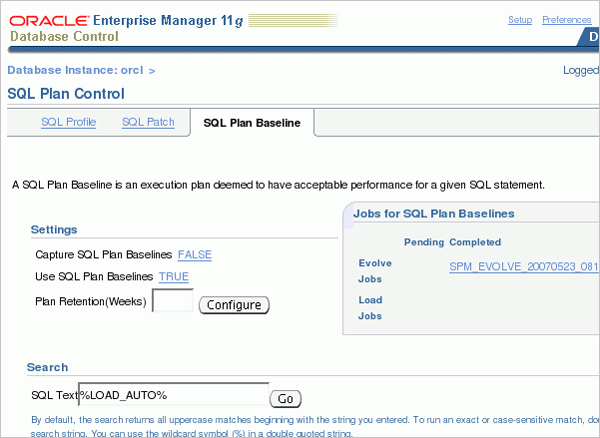 ORACLE Enterprise Manager 11g
Setup Preferences
Database Control
D
Database Instance: orcl >
Logged
SQL Plan Control
SQL Profile SQL Patch SQL Plan Baseline
A SQL Plan Baseline is an execution plan deemed to have acceptable performance for a given SQL statement.
Settings
Capture SQL Plan Baselines FALSE
Use SQL Plan Baselines TRUE
Plan Retention(Weeks) Configure
Jobs for SQL Plan Baselines
Pending Completed
Evolve
Jobs
SPM_EVOLVE_20070523_081
Load
Jobs
Search
SQL Text %LOAD_AUTO% Go
By default, the search returns all uppercase matches beginning with the string you entered. To run an exact or case-sensitive match, do
search string. You can use the wildcard symbol (%) in a double quoted string.